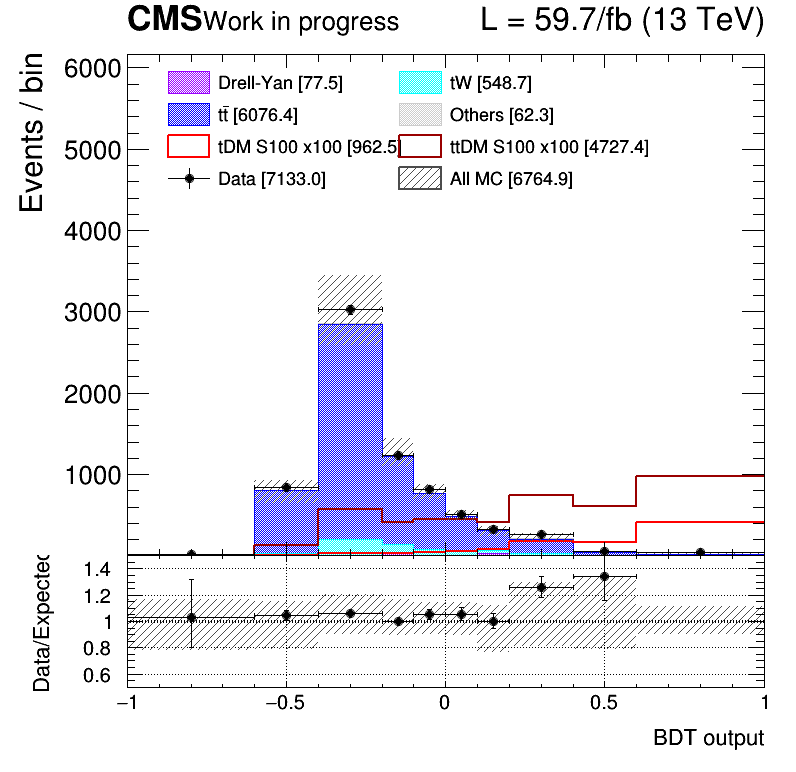 CMS Work in progress L = 59.7/fb (13 TeV)
Events / bin
6000
5000
4000
3000
2000
1000
Drell-Yan [77.5] tW [548.7]
tt̄ [6076.4] Others [62.3]
tDM S100 x100 [962.5] ttDM S100 x100 [4727.4]
Data [7133.0] All MC [6764.9]
Data/Expected
1.4
1.2
1
0.8
0.6
−1 −0.5 0 0.5 1
BDT output